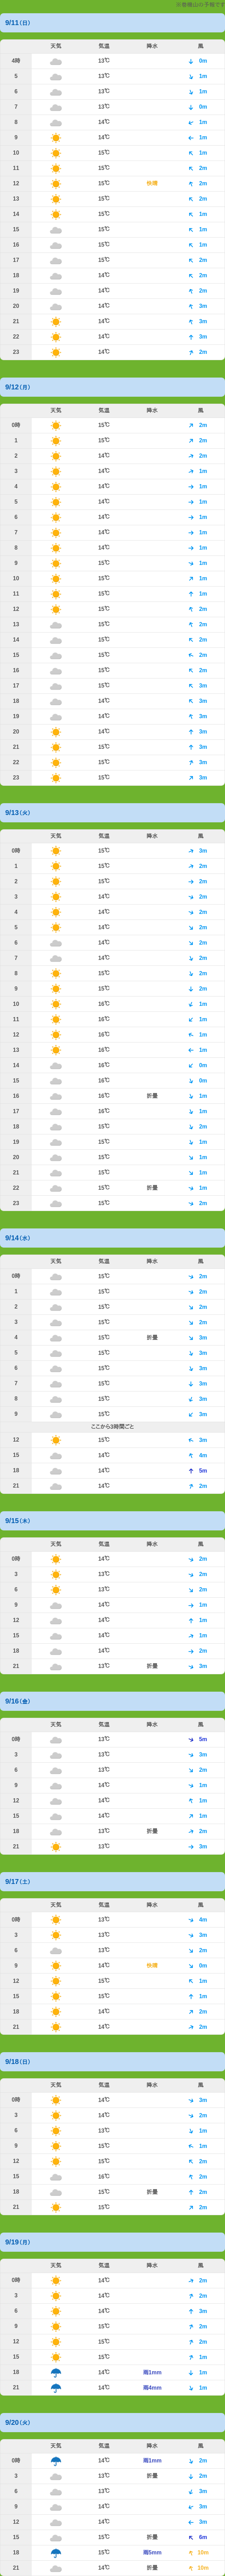 ※磐梯山の予報です
9/11(日)
天気 気温 降水 風
4時 13℃ 0m
5 13℃ 1m
6 13℃ 1m
7 13℃ 0m
8 14℃ 1m
9 14℃ 1m
10 15℃ 1m
11 15℃ 2m
12 15℃ 快晴 2m
13 15℃ 2m
14 15℃ 1m
15 15℃ 1m
16 15℃ 1m
17 15℃ 2m
18 14℃ 2m
19 14℃ 2m
20 14℃ 3m
21 14℃ 3m
22 14℃ 3m
23 14℃ 2m
9/12(月)
天気 気温 降水 風
0時 15℃ 2m
1 15℃ 2m
2 14℃ 2m
3 14℃ 1m
4 14℃ 1m
5 14℃ 1m
6 14℃ 1m
7 14℃ 1m
8 14℃ 1m
9 15℃ 1m
10 15℃ 1m
11 15℃ 1m
12 15℃ 2m
13 15℃ 2m
14 15℃ 2m
15 15℃ 2m
16 15℃ 2m
17 15℃ 3m
18 14℃ 3m
19 14℃ 3m
20 14℃ 3m
21 15℃ 3m
22 15℃ 3m
23 15℃ 3m
9/13(火)
天気 気温 降水 風
0時 15℃ 3m
1 15℃ 2m
2 15℃ 2m
3 14℃ 2m
4 14℃ 2m
5 14℃ 2m
6 14℃ 2m
7 14℃ 2m
8 15℃ 2m
9 15℃ 2m
10 16℃ 1m
11 16℃ 1m
12 16℃ 1m
13 16℃ 1m
14 16℃ 0m
15 16℃ 0m
16 16℃ 折曇 1m
17 16℃ 1m
18 15℃ 2m
19 15℃ 1m
20 15℃ 1m
21 15℃ 1m
22 15℃ 折曇 1m
23 15℃ 2m
9/14(水)
天気 気温 降水 風
0時 15℃ 2m
1 15℃ 2m
2 15℃ 2m
3 15℃ 2m
4 15℃ 折曇 3m
5 15℃ 3m
6 15℃ 3m
7 15℃ 3m
8 15℃ 3m
9 15℃ 3m
ここから3時間ごと
12 15℃ 3m
15 14℃ 4m
18 14℃ 5m
21 14℃ 2m
9/15(木)
天気 気温 降水 風
0時 14℃ 2m
3 13℃ 2m
6 13℃ 2m
9 14℃ 1m
12 14℃ 1m
15 14℃ 1m
18 14℃ 2m
21 13℃ 折曇 3m
9/16(金)
天気 気温 降水 風
0時 13℃ 5m
3 13℃ 3m
6 13℃ 2m
9 14℃ 1m
12 14℃ 1m
15 14℃ 1m
18 13℃ 折曇 2m
21 13℃ 3m
9/17(土)
天気 気温 降水 風
0時 13℃ 4m
3 13℃ 3m
6 13℃ 2m
9 14℃ 快晴 0m
12 15℃ 1m
15 15℃ 1m
18 14℃ 2m
21 14℃ 2m
9/18(日)
天気 気温 降水 風
0時 14℃ 3m
3 14℃ 2m
6 13℃ 1m
9 15℃ 1m
12 15℃ 2m
15 16℃ 2m
18 15℃ 折曇 2m
21 15℃ 2m
9/19(月)
天気 気温 降水 風
0時 14℃ 2m
3 14℃ 2m
6 14℃ 3m
9 15℃ 2m
12 15℃ 2m
15 15℃ 1m
18 14℃ 雨1mm 1m
21 14℃ 雨4mm 1m
9/20(火)
天気 気温 降水 風
0時 14℃ 雨1mm 2m
3 14℃ 折曇 2m
6 13℃ 3m
9 14℃ 3m
12 14℃ 3m
15 15℃ 折曇 6m
18 15℃ 雨5mm 10m
21 14℃ 折曇 10m